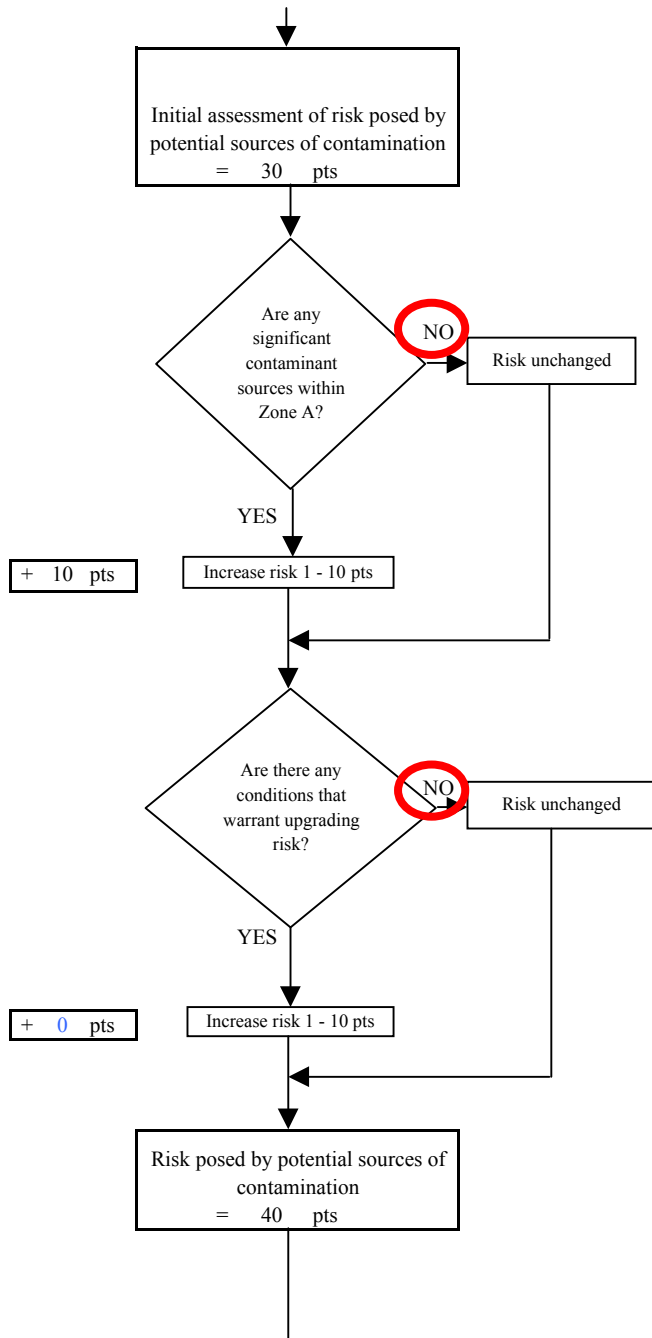 Initial assessment of risk posed by
potential sources of contamination
= 30 pts
Are any
significant
contaminant
sources within
Zone A?
NO
Risk unchanged
YES
+ 10 pts
Increase risk 1 - 10 pts
Are there any
conditions that
warrant upgrading
risk?
NO
Risk unchanged
YES
+ 0 pts
Increase risk 1 - 10 pts
Risk posed by potential sources of
contamination
= 40 pts